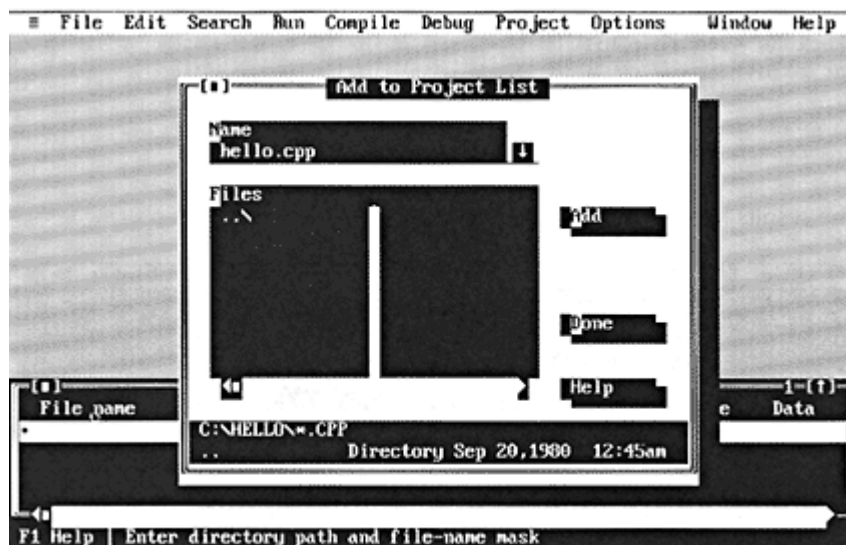 ≡ File Edit Search Run Compile Debug Project Options Window Help
[■] Add to Project List
Name
hello.cpp ↓
Files
..\
Add
Done
Help
[■] 1-[↑]
File name e Data
C:\HELLO\*.CPP
.. Directory Sep 20,1980 12:45am
F1 Help | Enter directory path and file-name mask